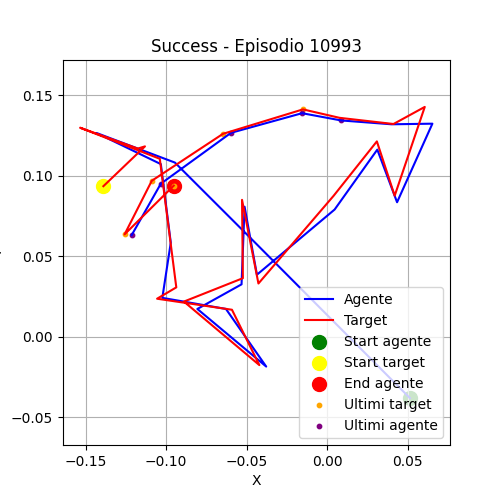 Success - Episodio 10993
0.15
0.10
0.05
0.00
−0.05
−0.15
−0.10
−0.05
0.00
0.05
X
Agente
Target
Start agente
Start target
End agente
Ultimi target
Ultimi agente